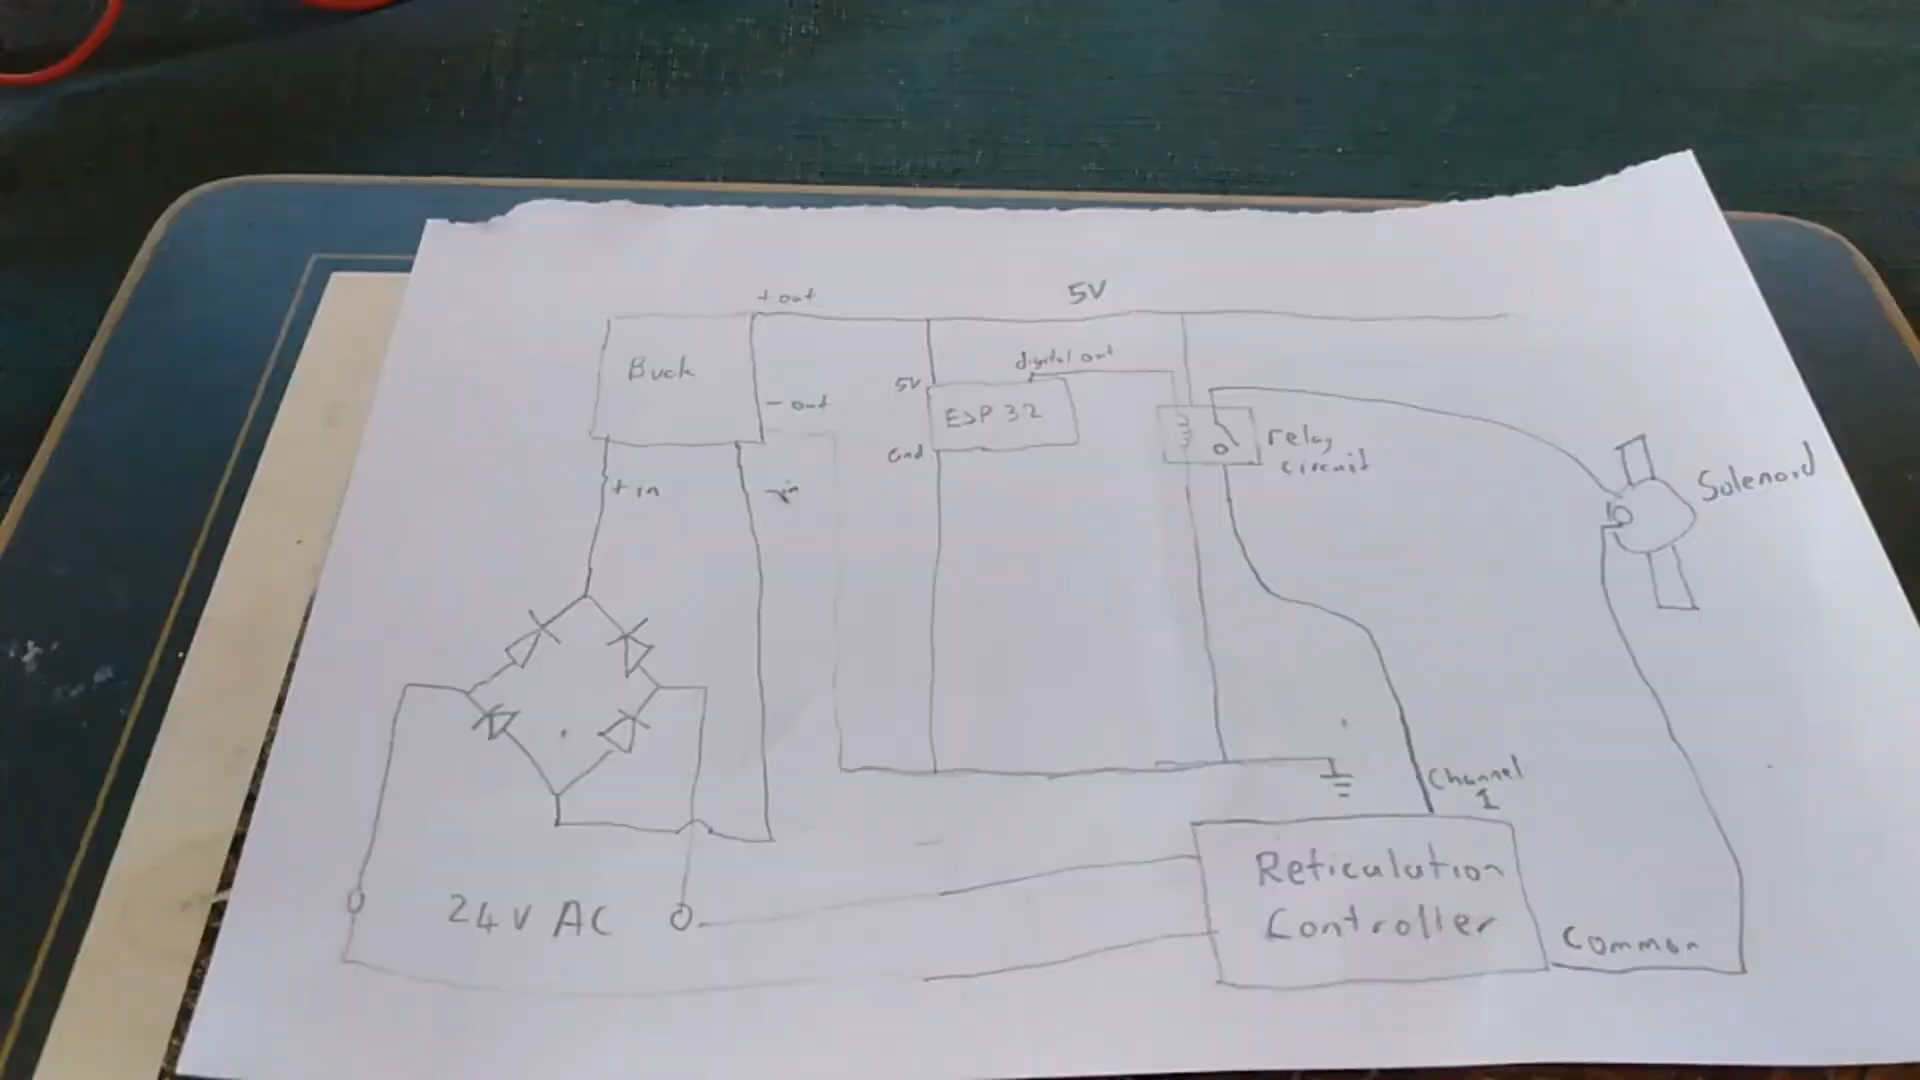 + out
5V
Buck
digital out
5V
- out
ESP 32
Gnd
relay
circuit
Solenoid
+ in
-in
Channel
1
Reticulation
Controller
24V AC
Common